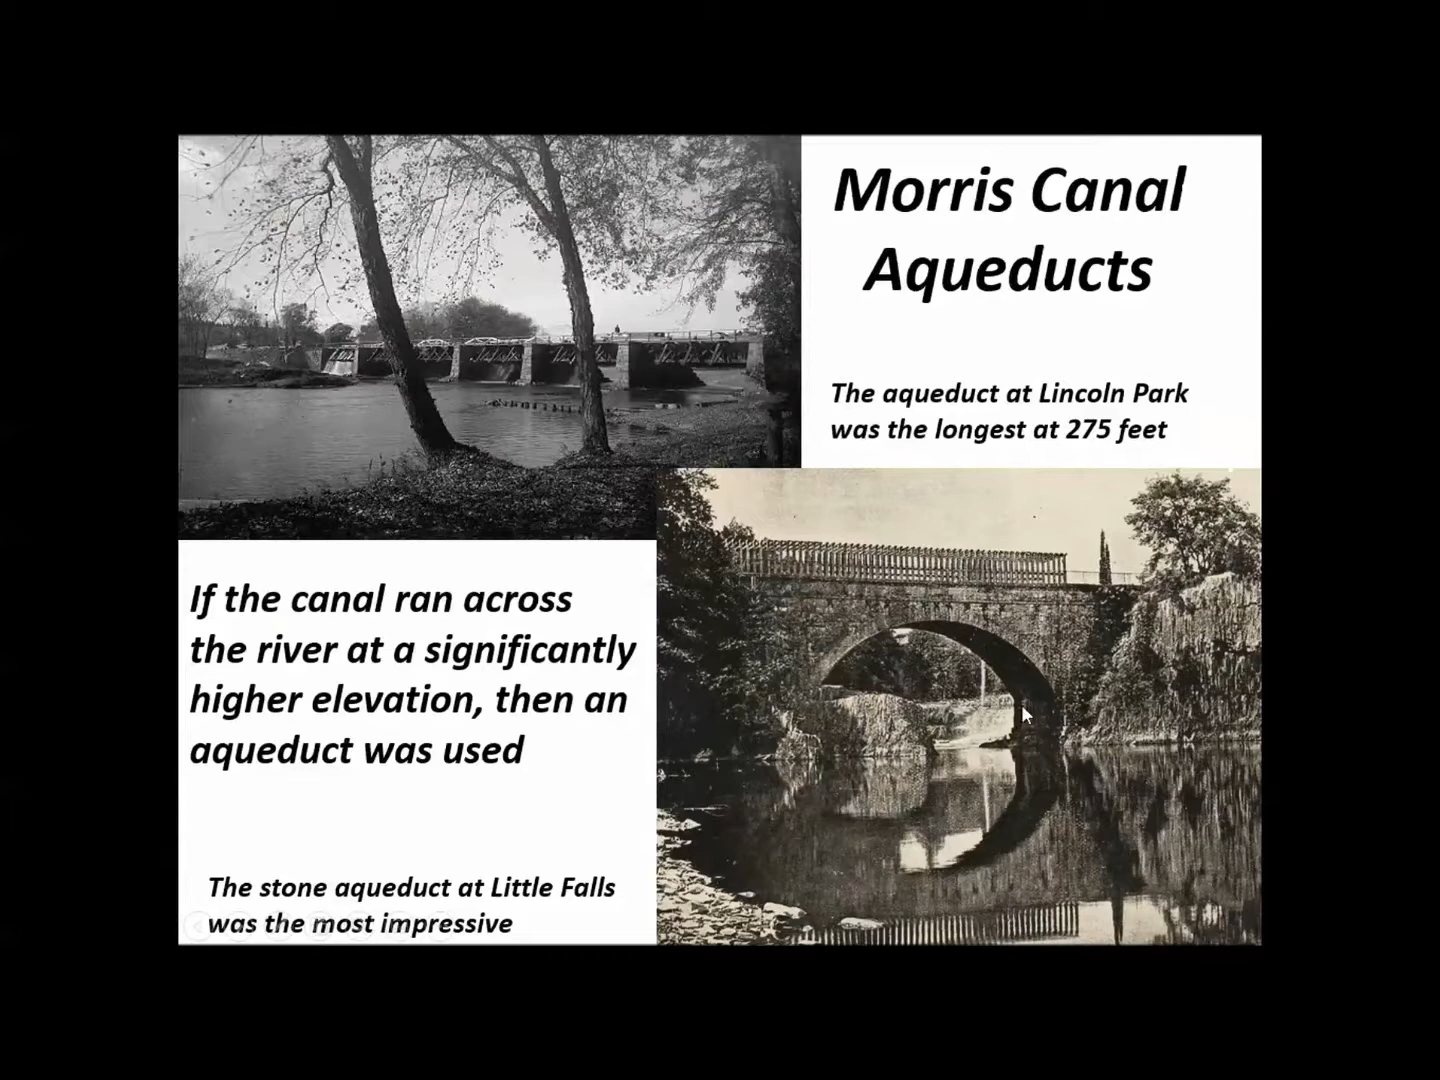 Morris Canal
Aqueducts
The aqueduct at Lincoln Park
was the longest at 275 feet
If the canal ran across
the river at a significantly
higher elevation, then an
aqueduct was used
The stone aqueduct at Little Falls
was the most impressive